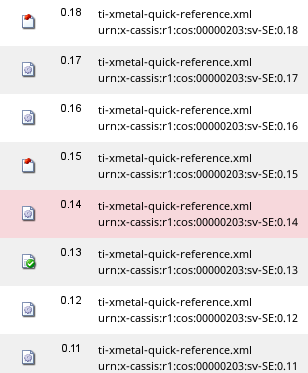 0.18 ti-xmetal-quick-reference.xml
urn:x-cassis:r1:cos:00000203:sv-SE:0.18
0.17 ti-xmetal-quick-reference.xml
urn:x-cassis:r1:cos:00000203:sv-SE:0.17
0.16 ti-xmetal-quick-reference.xml
urn:x-cassis:r1:cos:00000203:sv-SE:0.16
0.15 ti-xmetal-quick-reference.xml
urn:x-cassis:r1:cos:00000203:sv-SE:0.15
0.14 ti-xmetal-quick-reference.xml
urn:x-cassis:r1:cos:00000203:sv-SE:0.14
0.13 ti-xmetal-quick-reference.xml
urn:x-cassis:r1:cos:00000203:sv-SE:0.13
0.12 ti-xmetal-quick-reference.xml
urn:x-cassis:r1:cos:00000203:sv-SE:0.12
0.11 ti-xmetal-quick-reference.xml
urn:x-cassis:r1:cos:00000203:sv-SE:0.11